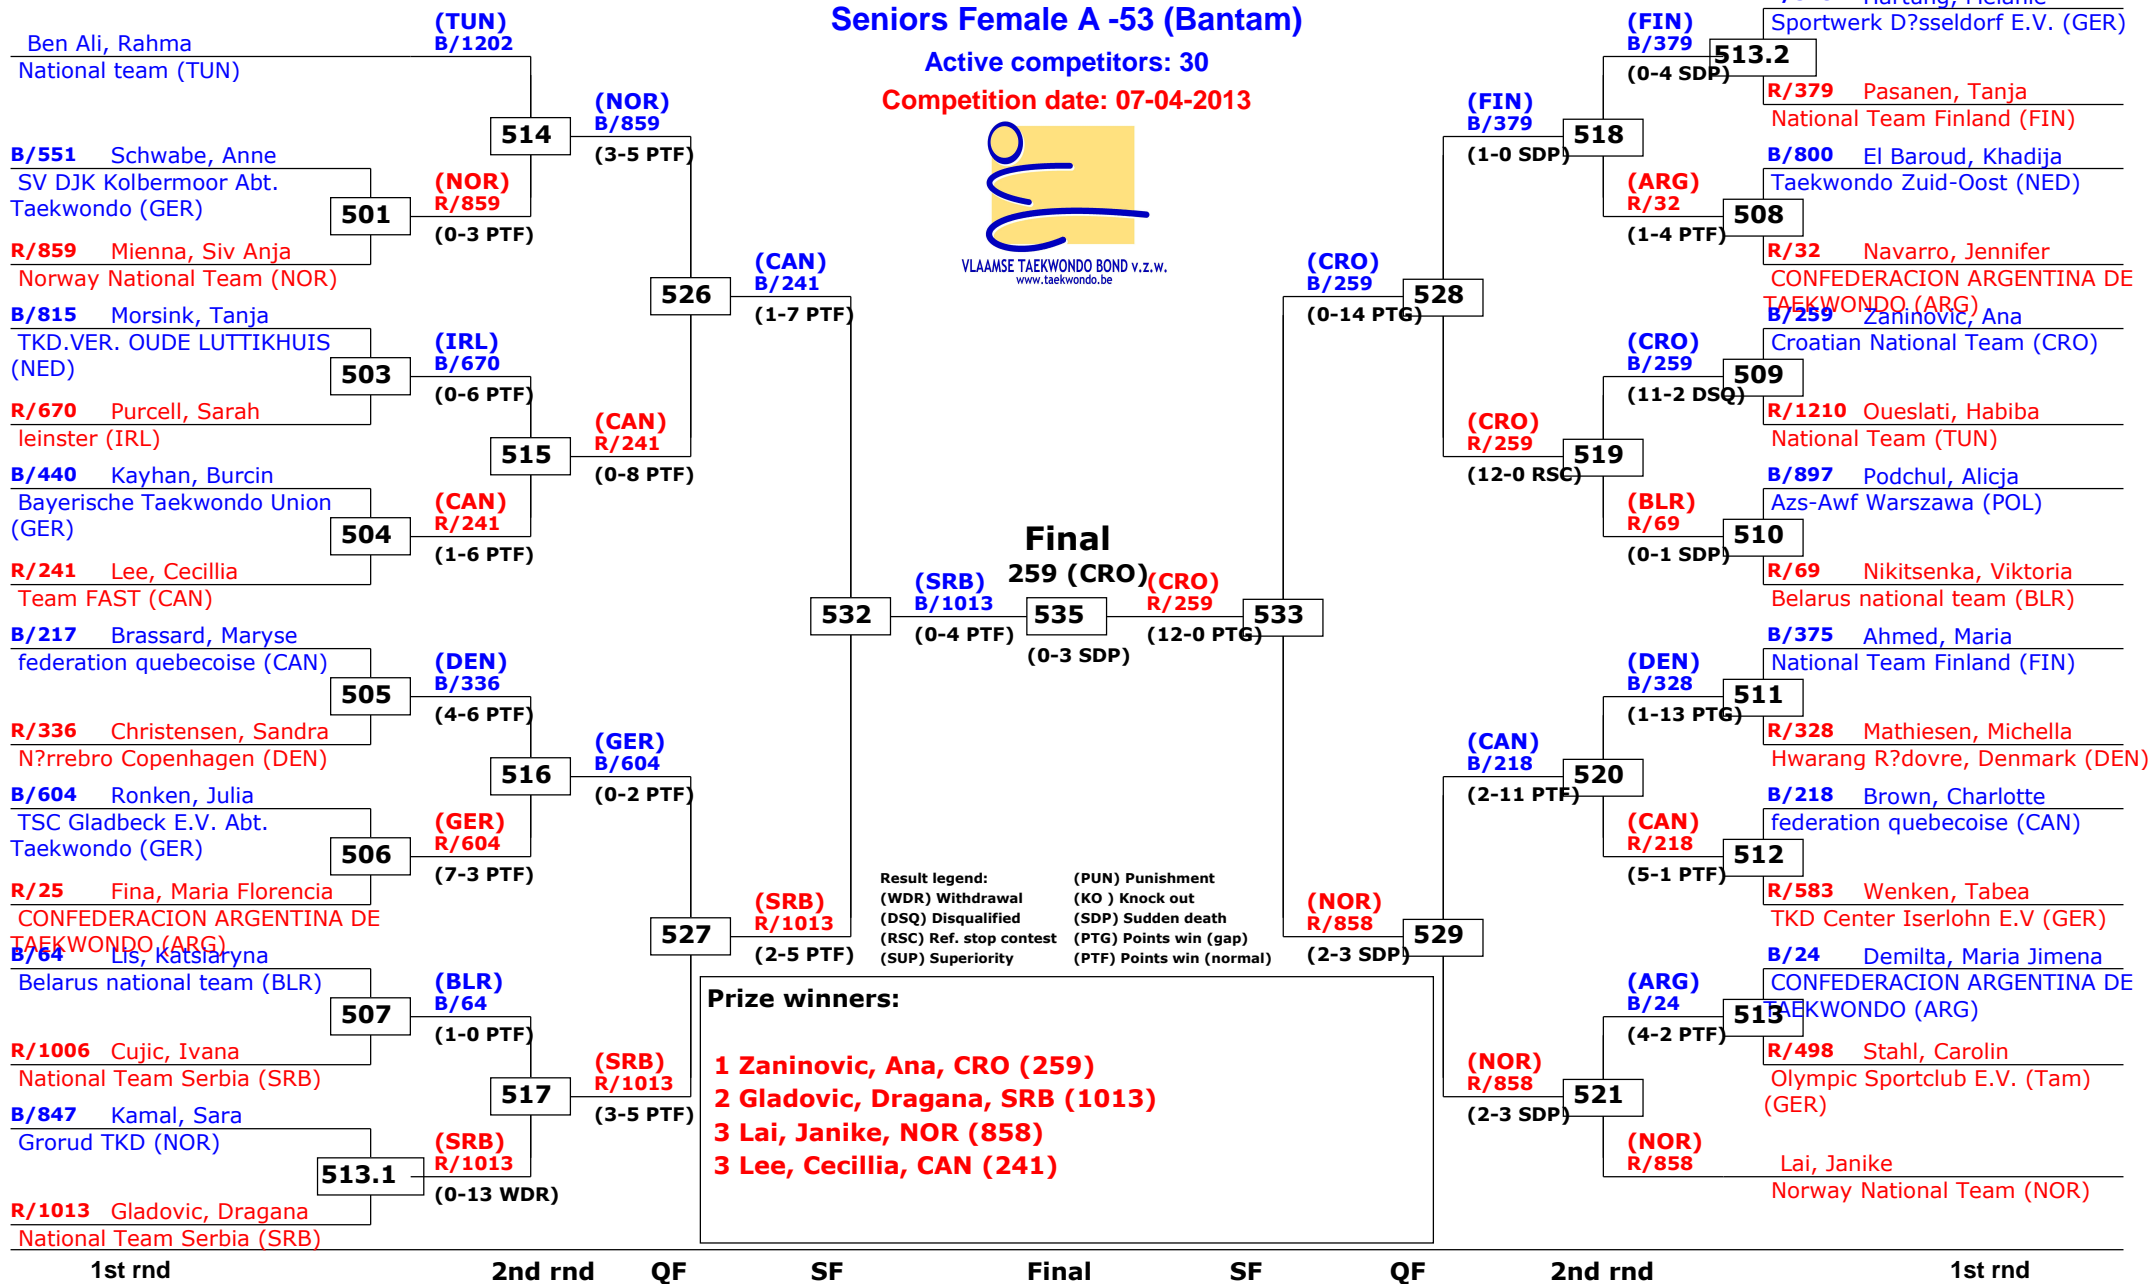 Seniors Female A -53 (Bantam)
Active competitors: 30
Competition date: 07-04-2013
VLAAMSE TAEKWONDO BOND v.z.w.
www.taekwondo.be
Ben Ali, Rahma
National team (TUN)
B/551 Schwabe, Anne
SV DJK Kolbermoor Abt.
Taekwondo (GER)
501
R/859 Mienna, Siv Anja
Norway National Team (NOR)
B/815 Morsink, Tanja
TKD.VER. OUDE LUTTIKHUIS
(NED)
503
R/670 Purcell, Sarah
leinster (IRL)
B/440 Kayhan, Burcin
Bayerische Taekwondo Union
(GER)
504
R/241 Lee, Cecillia
Team FAST (CAN)
B/217 Brassard, Maryse
federation quebecoise (CAN)
505
R/336 Christensen, Sandra
N?rrebro Copenhagen (DEN)
B/604 Ronken, Julia
TSC Gladbeck E.V. Abt.
Taekwondo (GER)
506
R/25 Fina, Maria Florencia
CONFEDERACION ARGENTINA DE
TAEKWONDO (ARG)
B/64 Lis, Katsiaryna
Belarus national team (BLR)
507
R/1006 Cujic, Ivana
National Team Serbia (SRB)
B/847 Kamal, Sara
Grorud TKD (NOR)
513.1
R/1013 Gladovic, Dragana
National Team Serbia (SRB)
(TUN)
B/1202
514
(NOR)
R/859
(0-3 PTF)
(IRL)
B/670
(0-6 PTF)
515
(CAN)
R/241
(1-6 PTF)
(DEN)
B/336
(4-6 PTF)
516
(GER)
R/604
(7-3 PTF)
(BLR)
B/64
(1-0 PTF)
517
(SRB)
R/1013
(0-13 WDR)
(NOR)
B/859
(3-5 PTF)
526
(CAN)
R/241
(0-8 PTF)
(GER)
B/604
(0-2 PTF)
527
(SRB)
R/1013
(3-5 PTF)
(CAN)
B/241
(1-7 PTF)
532
(SRB)
R/1013
(2-5 PTF)
(SRB)
B/1013
(0-4 PTF)
Final
259 (CRO)
535
(0-3 SDP)
(CRO)
R/259
(12-0 PTG)
533
(CRO)
B/259
(0-14 PTG)
528
(NOR)
R/858
(2-3 SDP)
529
(FIN)
B/379
(1-0 SDP)
518
(CRO)
R/259
(12-0 RSC)
519
(CAN)
B/218
(2-11 PTF)
520
(NOR)
R/858
(2-3 SDP)
521
(FIN)
B/379
(0-4 SDP)
513.2
(ARG)
R/32
(1-4 PTF)
508
(CRO)
B/259
(11-2 DSQ)
509
(BLR)
R/69
(0-1 SDP)
510
(DEN)
B/328
(1-13 PTG)
511
(CAN)
R/218
(5-1 PTF)
512
(ARG)
B/24
(4-2 PTF)
513
(NOR)
R/858
Sportwerk D?sseldorf E.V. (GER)
R/379 Pasanen, Tanja
National Team Finland (FIN)
B/800 El Baroud, Khadija
Taekwondo Zuid-Oost (NED)
R/32 Navarro, Jennifer
CONFEDERACION ARGENTINA DE
TAEKWONDO (ARG)
B/259 Zaninovic, Ana
Croatian National Team (CRO)
R/1210 Oueslati, Habiba
National Team (TUN)
B/897 Podchul, Alicja
Azs-Awf Warszawa (POL)
R/69 Nikitsenka, Viktoria
Belarus national team (BLR)
B/375 Ahmed, Maria
National Team Finland (FIN)
R/328 Mathiesen, Michella
Hwarang R?dovre, Denmark (DEN)
B/218 Brown, Charlotte
federation quebecoise (CAN)
R/583 Wenken, Tabea
TKD Center Iserlohn E.V (GER)
B/24 Demilta, Maria Jimena
CONFEDERACION ARGENTINA DE
TAEKWONDO (ARG)
R/498 Stahl, Carolin
Olympic Sportclub E.V. (Tam)
(GER)
Lai, Janike
Norway National Team (NOR)
Result legend:
(WDR) Withdrawal
(DSQ) Disqualified
(RSC) Ref. stop contest
(SUP) Superiority
(PUN) Punishment
(KO ) Knock out
(SDP) Sudden death
(PTG) Points win (gap)
(PTF) Points win (normal)
Prize winners:
1 Zaninovic, Ana, CRO (259)
2 Gladovic, Dragana, SRB (1013)
3 Lai, Janike, NOR (858)
3 Lee, Cecillia, CAN (241)
1st rnd 2nd rnd QF SF Final SF QF 2nd rnd 1st rnd